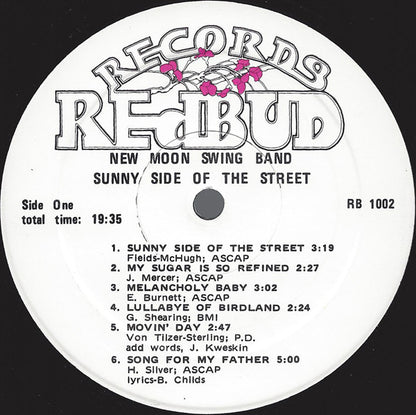 RECORDS
REdBUD
NEW MOON SWING BAND
SUNNY SIDE OF THE STREET
Side One
total time: 19:35
RB 1002
1. SUNNY SIDE OF THE STREET 3:19
Fields-McHugh; ASCAP
2. MY SUGAR IS SO REFINED 2:27
J. Mercer; ASCAP
3. MELANCHOLY BABY 3:02
E. Burnett; ASCAP
4. LULLABYE OF BIRDLAND 2:24
G. Shearing; BMI
5. MOVIN' DAY 2:47
Von Tilzer-Sterling; P.D.
add words, J. Kweskin
6. SONG FOR MY FATHER 5:00
H. Silver; ASCAP
lyrics-B. Childs